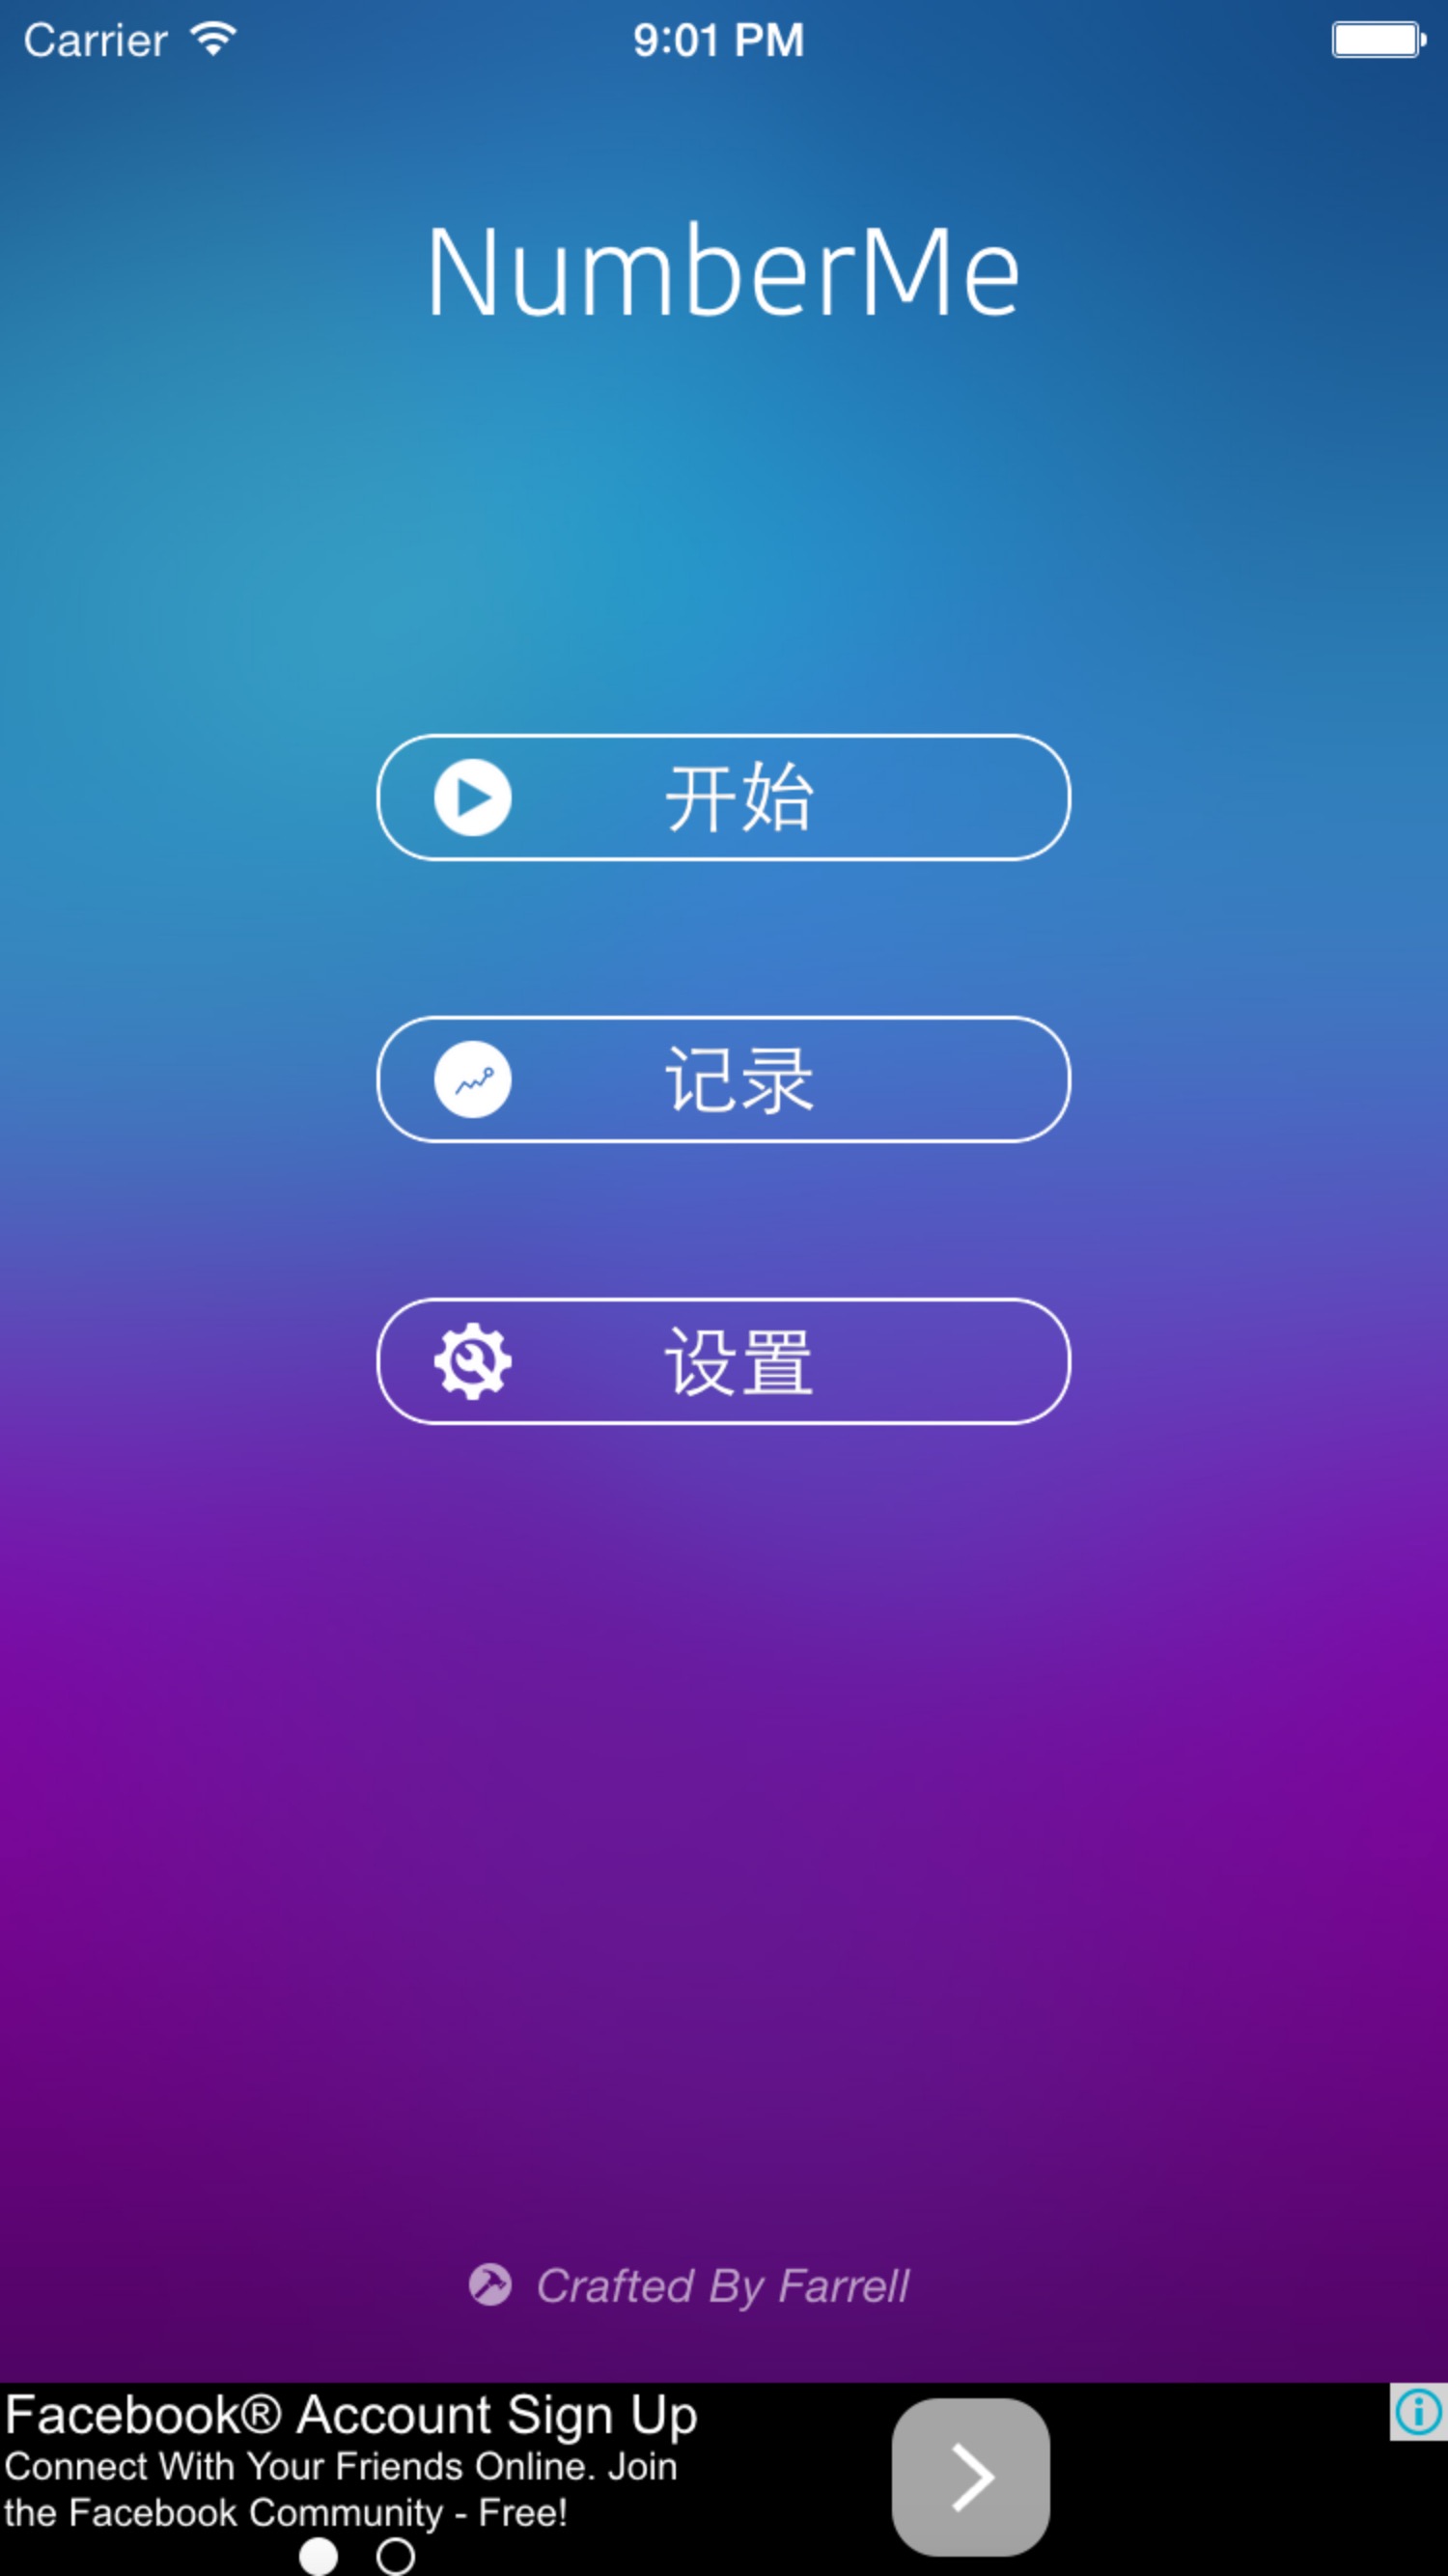 Carrier 9:01 PM
NumberMe
开始
记录
设置
Crafted By Farrell
Facebook® Account Sign Up
Connect With Your Friends Online. Join
the Facebook Community - Free!